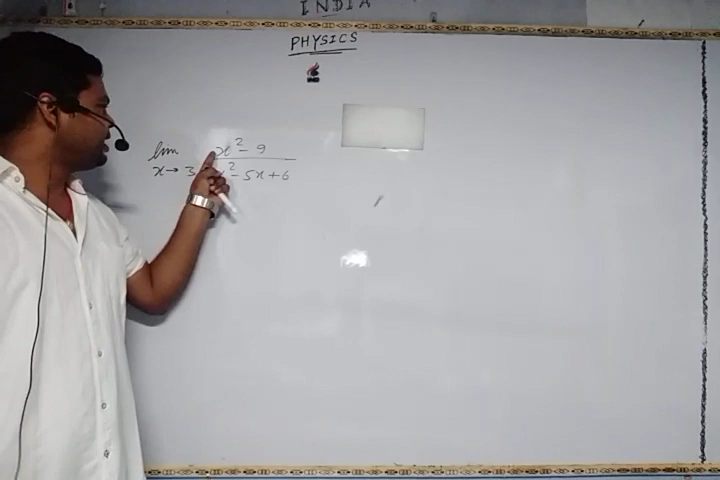 INDIA
PHYSICS
lim x² - 9
x → 3 x² - 5x + 6